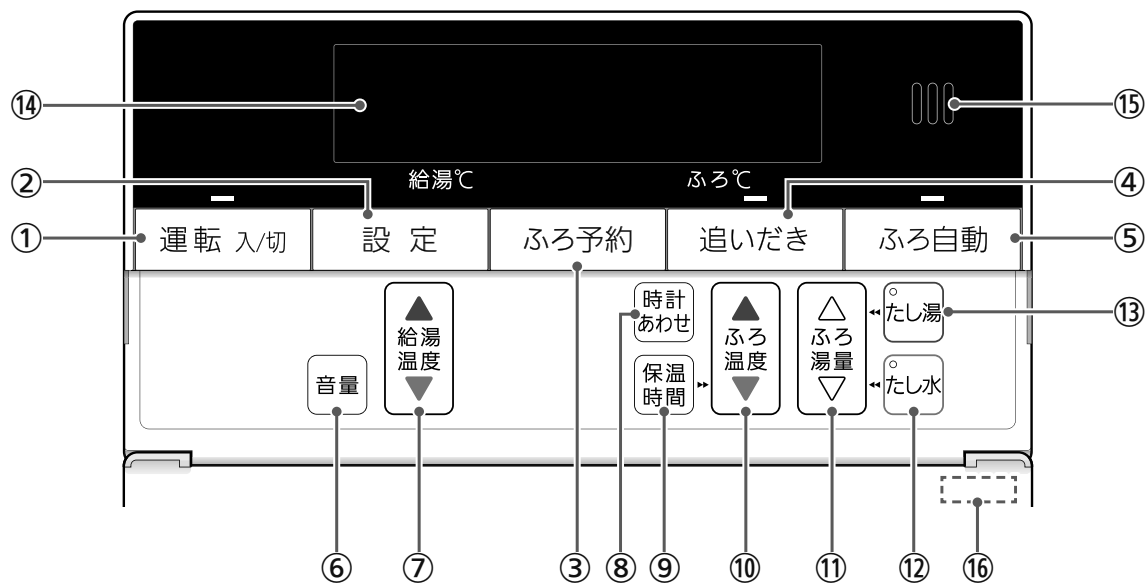 ⑭
⑮
給湯℃ ふろ℃
②
④
①
運転 入/切 設 定 ふろ予約 追いだき ふろ自動
⑤
▲
給湯
温度
▼
音量
⑧
時計
あわせ
保温
時間
▲
ふろ
温度
▼
△
ふろ
湯量
▽
たし湯
⑬
たし水
⑥ ⑦ ③ ⑧ ⑨ ⑩ ⑪ ⑫ ⑯